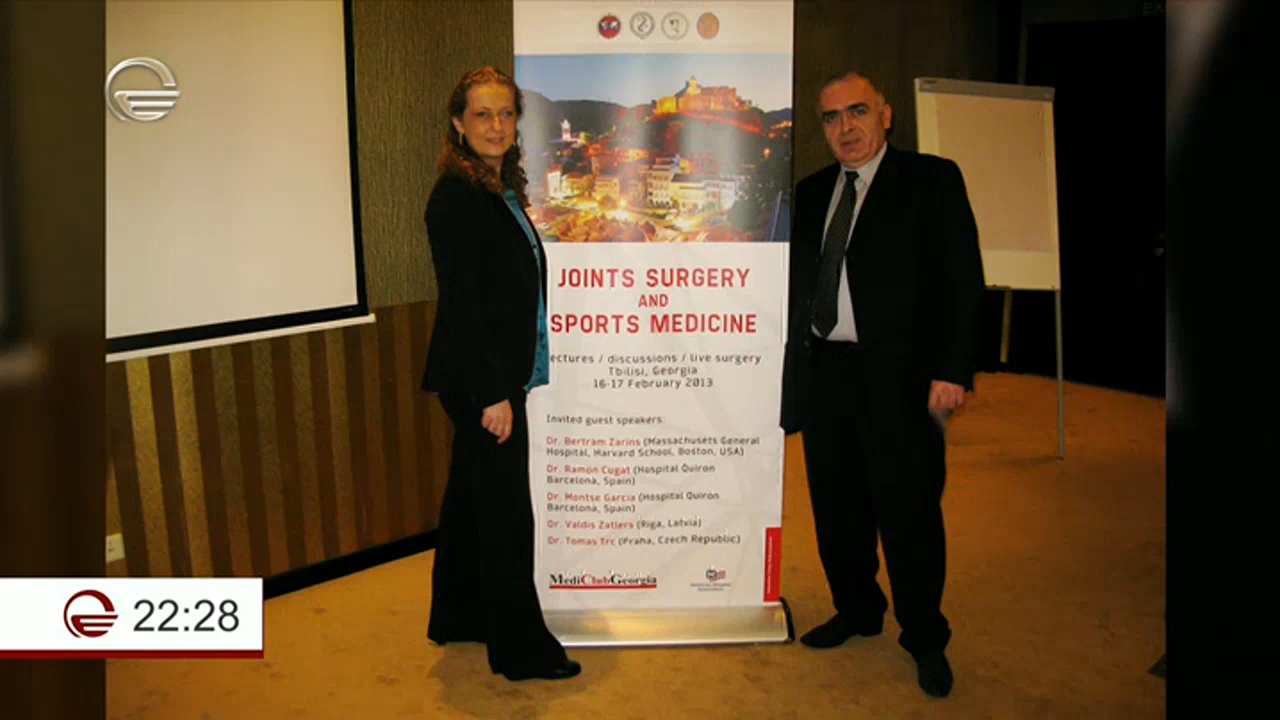 JOINTS SURGERY
AND
SPORTS MEDICINE
ectures / discussions / live surgery
Tbilisi, Georgia
16-17 February 2013
Invited guest speakers:
Dr. Bertram Zarins (Massachusets General
Hospital, Harvard School, Boston, USA)
Dr. Ramon Cugat (Hospital Quiron
Barcelona, Spain)
Dr. Montse Garcia (Hospital Quiron
Barcelona, Spain)
Dr. Valdis Zatlers (Riga, Latvia)
Dr. Tomas Trc (Praha, Czech Republic)
MediClubGeorgia
22:28